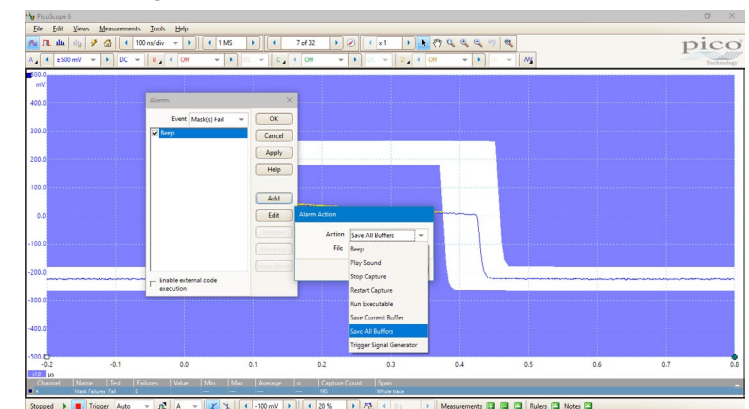 PicoScope 6
File Edit Views Measurements Tools Help
100 ns/div 1 MS 7 of 32 x1
pico
Technology
A ±500 mV DC B Off DC C Off DC D Off DC
500.0
mV
400.0
300.0
200.0
100.0
0.0
-100.0
-200.0
-300.0
-400.0
-500.0
Alarms
Event Mask(s) Fail
Beep
OK
Cancel
Apply
Help
Add
Edit
Enable external code
execution
Alarm Action
Action Save All Buffers
File
Beep
Play Sound
Stop Capture
Restart Capture
Run Executable
Save Current Buffer
Save All Buffers
Trigger Signal Generator
-0.2 -0.1 0.0 0.1 0.2 0.3 0.4 0.5 0.6 0.7 0.8
x1.0 µs
Channel Name Test Failures Value Min Max Average σ Capture Count Span
A Mask Failures Fail --- --- --- --- 195 Whole trace
Stopped Trigger Auto A -100 mV 20 % 0 s Measurements Rulers Notes